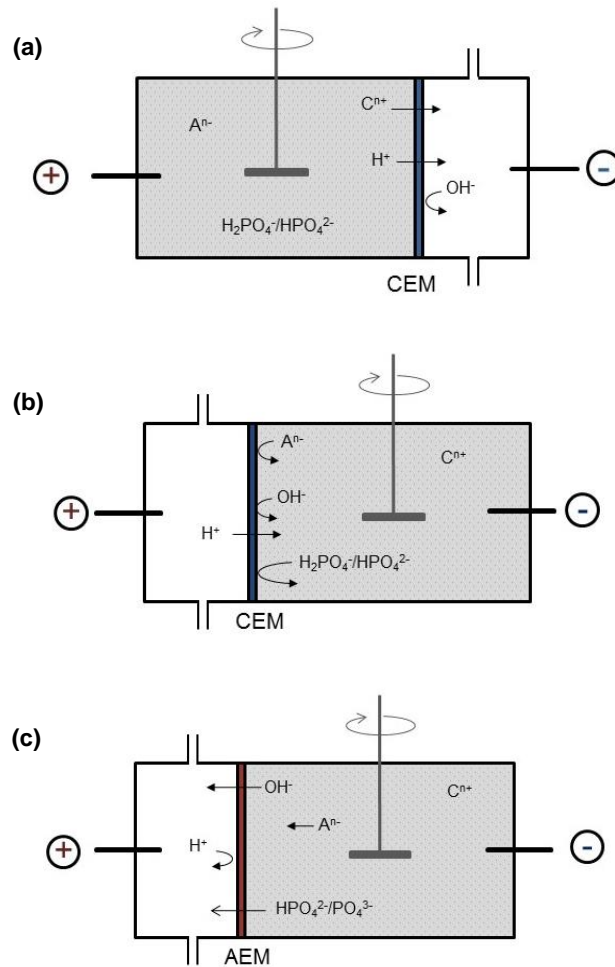 (a)
Cⁿ⁺
Aⁿ⁻
H⁺
+
-
OH⁻
H₂PO₄⁻/HPO₄²⁻
CEM
(b)
Aⁿ⁻
Cⁿ⁺
OH⁻
+
-
H⁺
H₂PO₄⁻/HPO₄²⁻
CEM
(c)
OH⁻
Cⁿ⁺
Aⁿ⁻
H⁺
+
-
HPO₄²⁻/PO₄³⁻
AEM